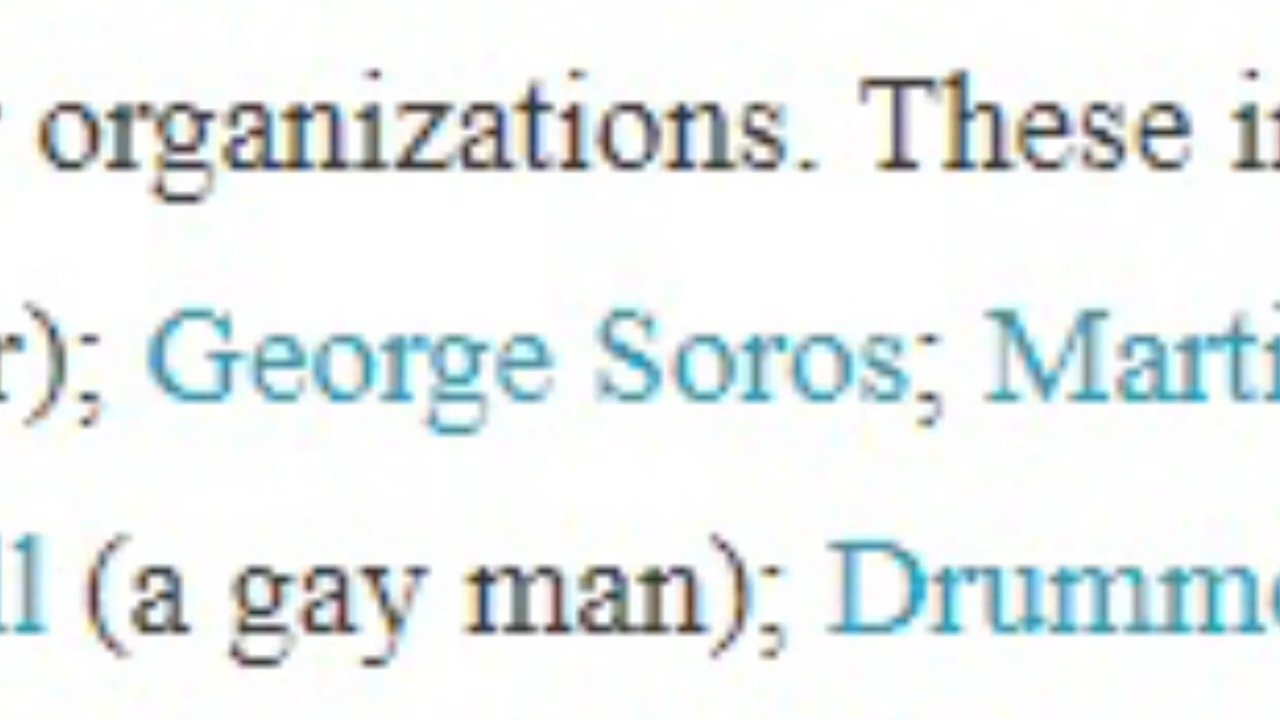 organizations. These
); George Soros;
(a gay man);